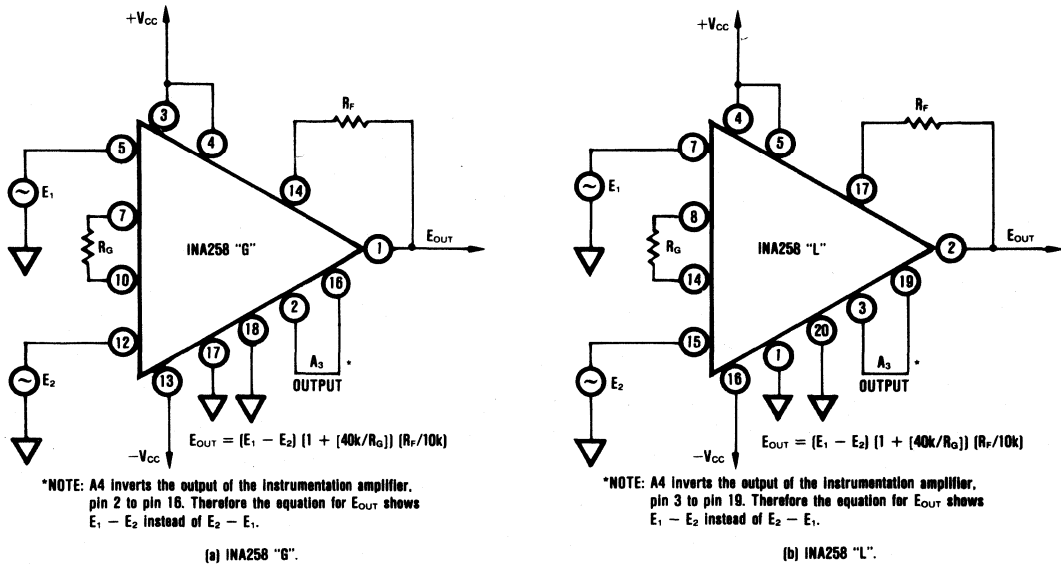 +VCC
3
4
5
E1
7
RG
10
12
E2
13
14
RF
INA258 "G"
1
EOUT
16
2
18
17
A3
*
OUTPUT
EOUT = (E1 − E2) (1 + [40k/RG]) (RF/10k)
−VCC
*NOTE: A4 inverts the output of the instrumentation amplifier,
pin 2 to pin 16. Therefore the equation for EOUT shows
E1 − E2 instead of E2 − E1.
(a) INA258 "G".
+VCC
4
5
7
E1
8
RG
14
15
E2
16
17
RF
INA258 "L"
2
EOUT
19
3
20
1
A3
*
OUTPUT
EOUT = (E1 − E2) (1 + [40k/RG]) (RF/10k)
−VCC
*NOTE: A4 inverts the output of the instrumentation amplifier,
pin 3 to pin 19. Therefore the equation for EOUT shows
E1 − E2 instead of E2 − E1.
(b) INA258 "L".